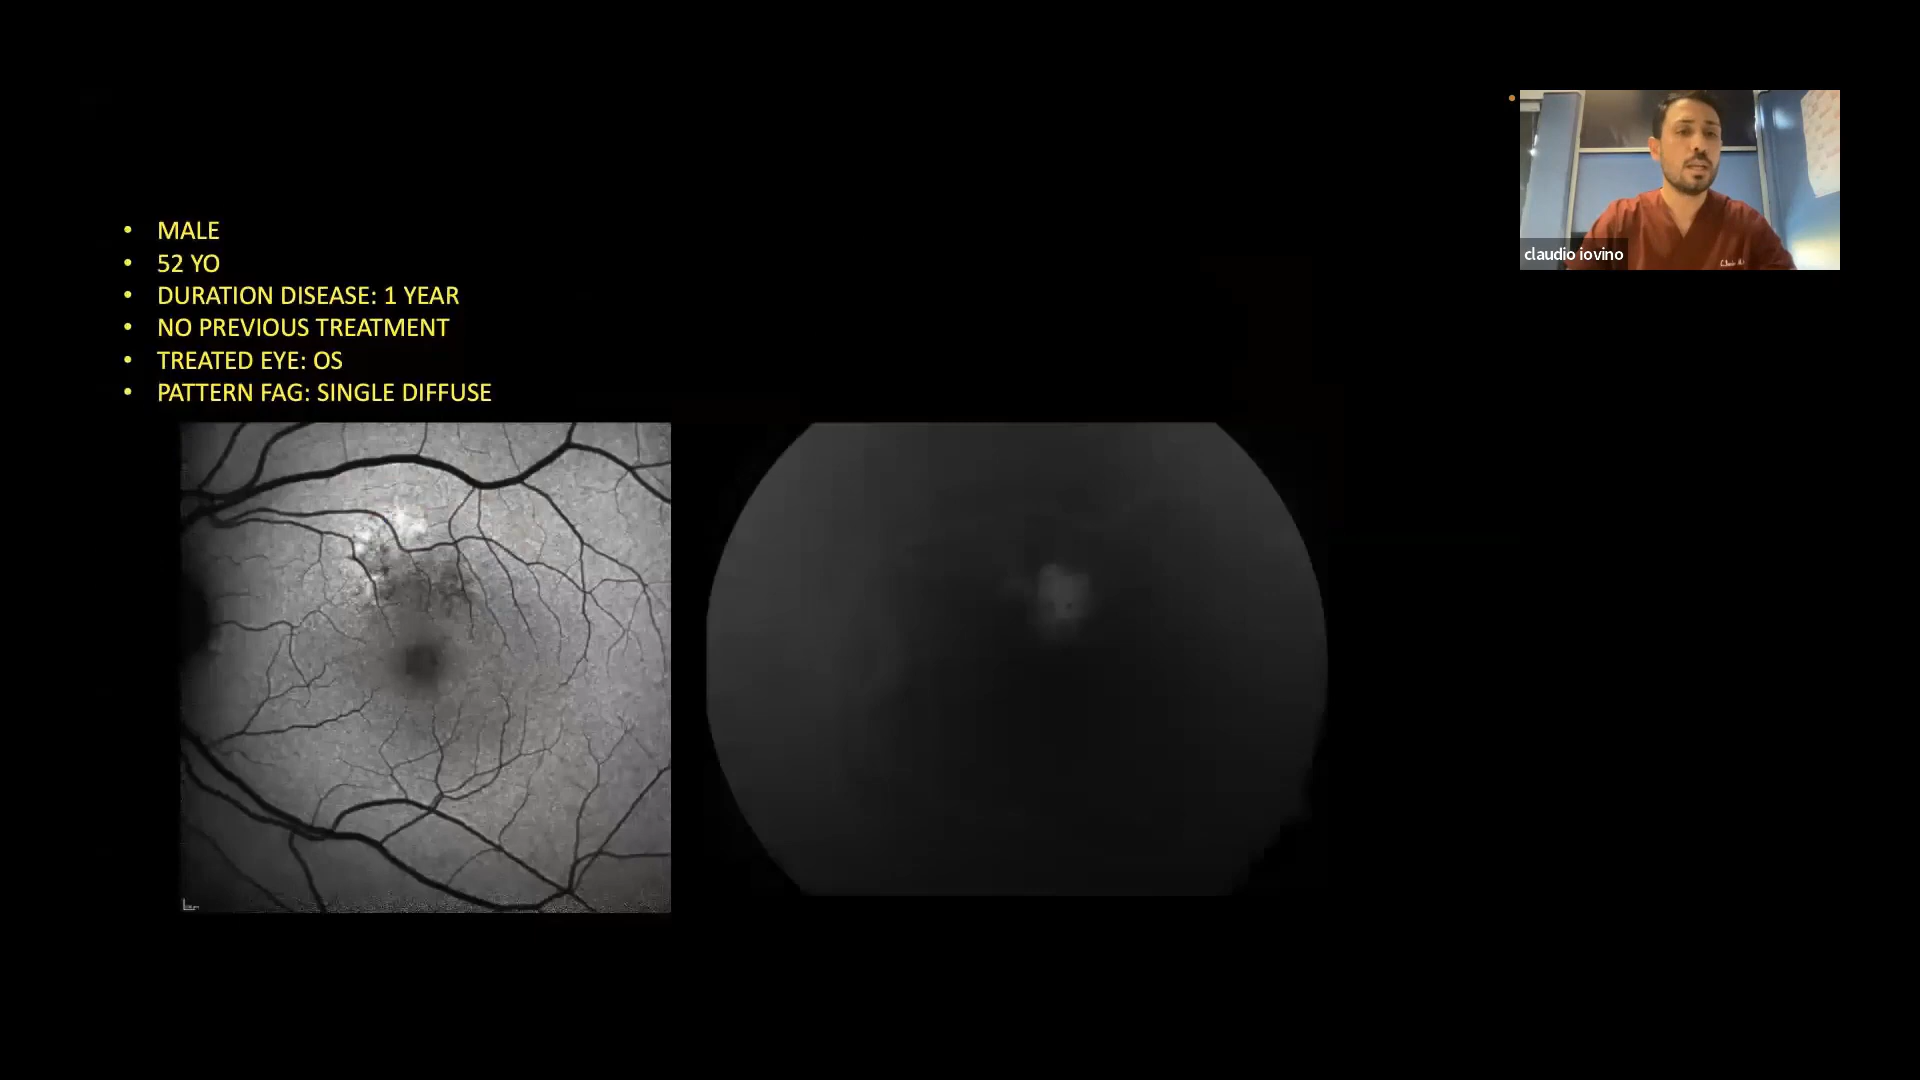 • MALE
• 52 YO
• DURATION DISEASE: 1 YEAR
• NO PREVIOUS TREATMENT
• TREATED EYE: OS
• PATTERN FAG: SINGLE DIFFUSE
claudio iovino